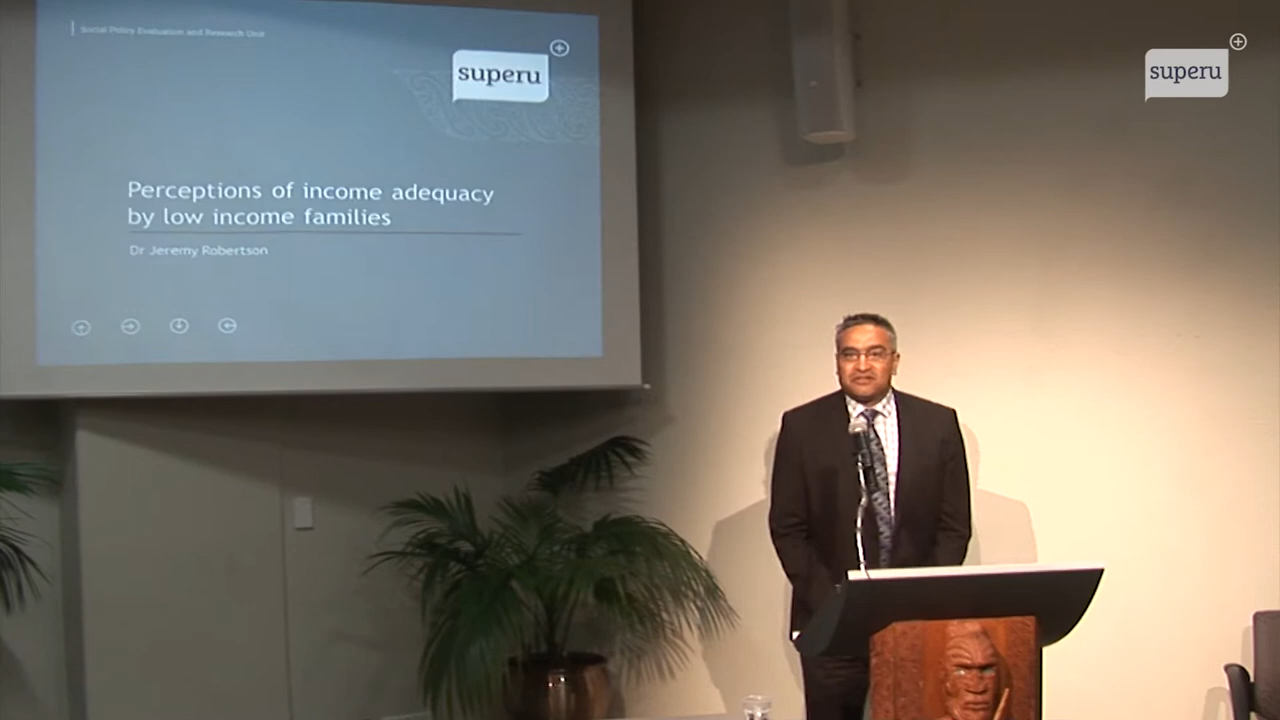 Social Policy Evaluation and Research Unit
superu
superu
Perceptions of income adequacy
by low income families
Dr Jeremy Robertson